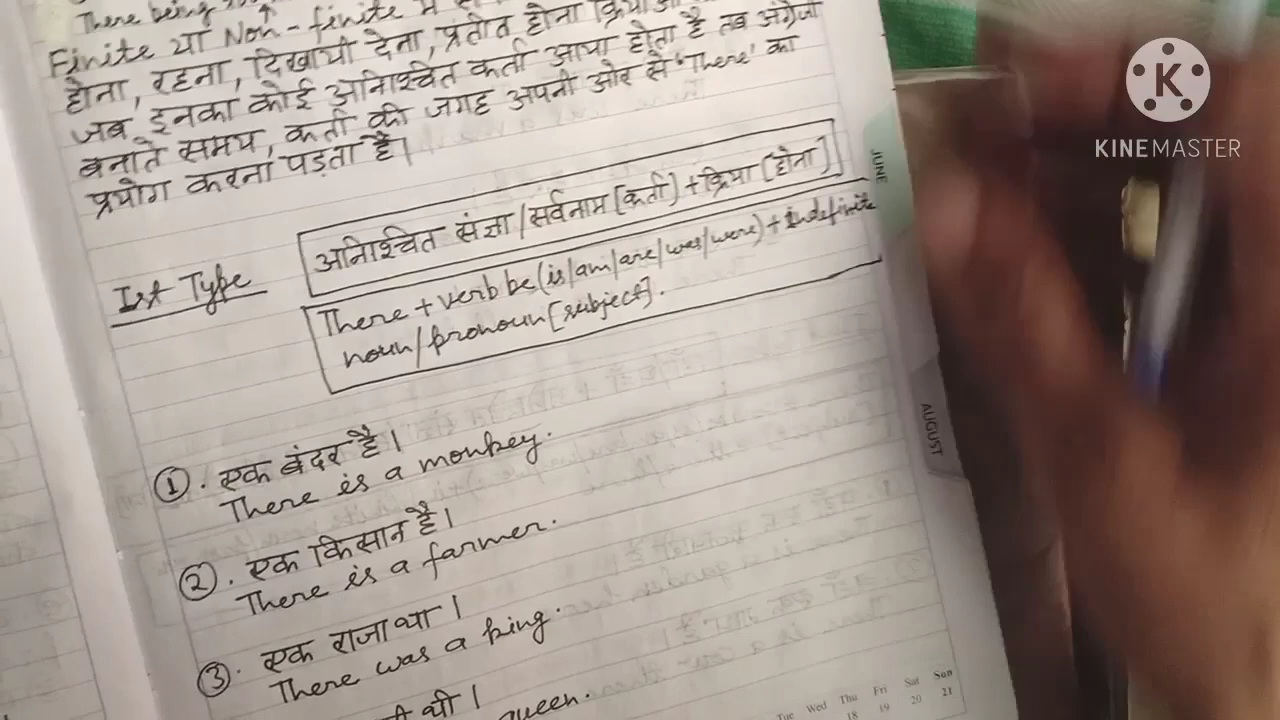 There being
Finite या Non-finite में
होना, रहना, दिखायी देना, प्रतीत होना
जब इनका कोई अनिश्चित कर्ता आया होता है तब अंग्रेजी
बनाते समय, कर्ता की जगह अपनी ओर से 'There' का
प्रयोग करना पड़ता है।
अनिश्चित संज्ञा/सर्वनाम [कर्ता) + क्रिया [होना]
Ist Type
There + verb be (is/am/are/was/were) + indefinite
noun/pronoun [subject].
①. एक बंदर है।
There is a monkey.
②. एक किसान है।
There is a farmer.
③. एक राजा था।
There was a king.
थी।
queen.
JUNE
AUGUST
Tue Wed Thu Fri Sat Sun
18 19 20 21
KINEMASTER